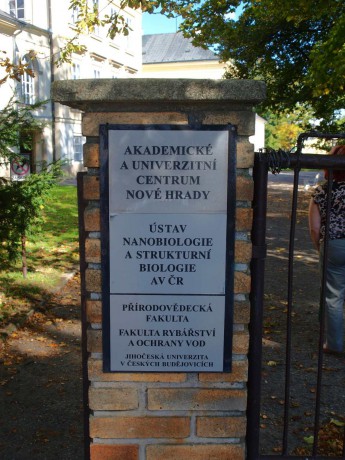 AKADEMICKÉ
A UNIVERZITNÍ
CENTRUM
NOVÉ HRADY
ÚSTAV
NANOBIOLOGIE
A STRUKTURNÍ
BIOLOGIE
AV ČR
PŘÍRODOVĚDECKÁ
FAKULTA
FAKULTA RYBÁŘSTVÍ
A OCHRANY VOD
JIHOČESKÁ UNIVERZITA
V ČESKÝCH BUDĚJOVICÍCH